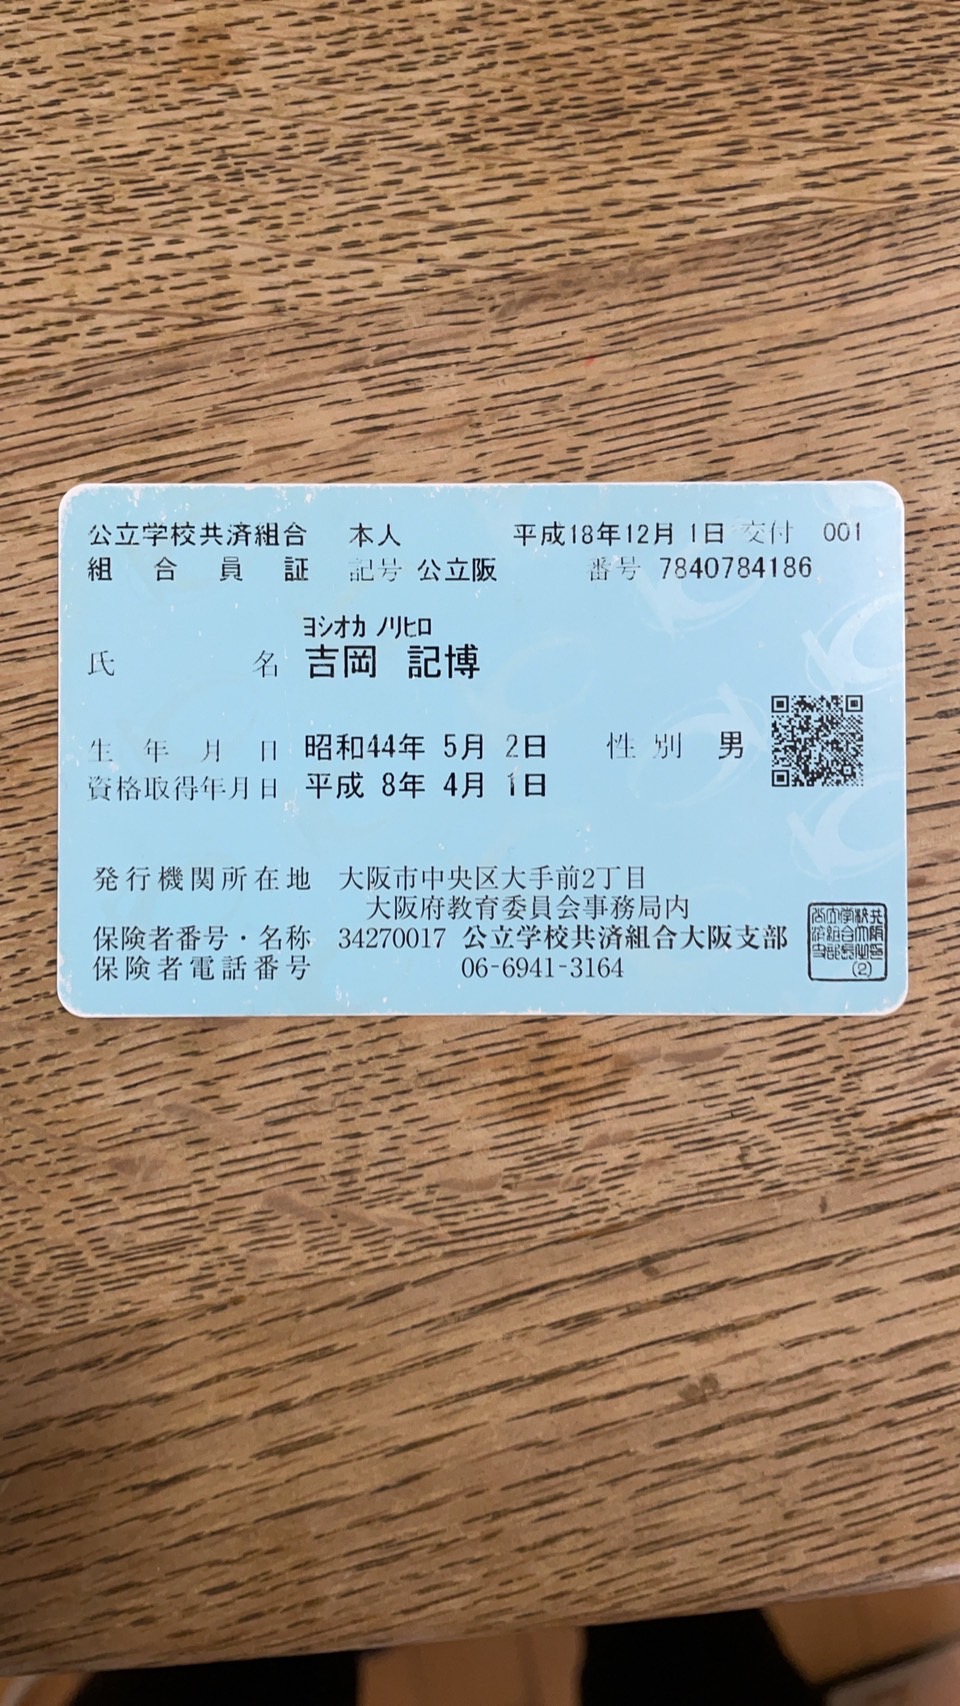 公立学校共済組合 本人 平成18年12月 1日 交付 001
組合員証 記号 公立阪 番号 7840784186
ヨシオカ ノリヒロ
氏名 吉岡 記博
生年月日 昭和44年 5月 2日 性別 男
資格取得年月日 平成 8年 4月 1日
発行機関所在地 大阪市中央区大手前2丁目
大阪府教育委員会事務局内
保険者番号・名称 34270017 公立学校共済組合大阪支部
保険者電話番号 06-6941-3164
(2)